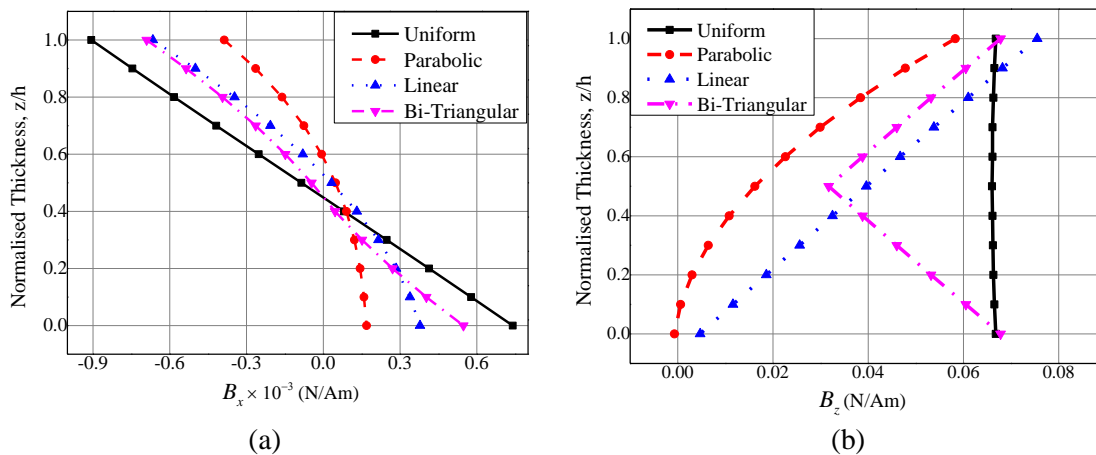 Uniform
Parabolic
Linear
Bi-Triangular
1.0
0.8
0.6
0.4
0.2
0.0
Normalised Thickness, z/h
-0.9 -0.6 -0.3 0.0 0.3 0.6
Bₓ × 10⁻³ (N/Am)
(a)
Uniform
Parabolic
Linear
Bi-Triangular
1.0
0.8
0.6
0.4
0.2
0.0
Normalised Thickness, z/h
0.00 0.02 0.04 0.06 0.08
B_z (N/Am)
(b)